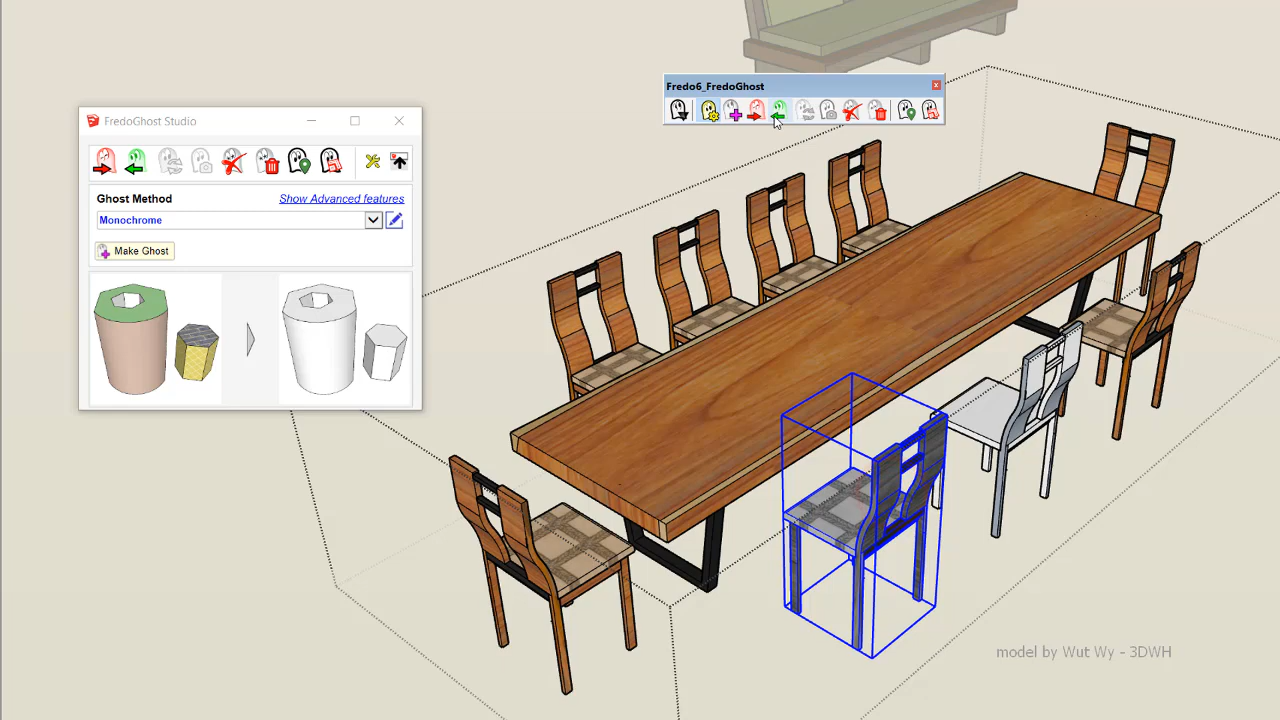 Fredo6_FredoGhost
FredoGhost Studio
Ghost Method
Show Advanced features
Monochrome
Make Ghost
model by Wut Wy - 3DWH